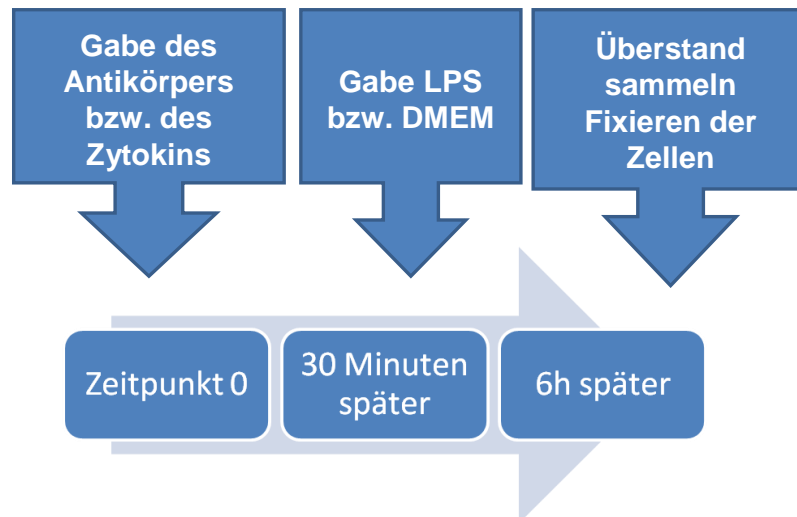 Gabe des
Antikörpers
bzw. des
Zytokins
Gabe LPS
bzw. DMEM
Überstand
sammeln
Fixieren der
Zellen
Zeitpunkt 0
30 Minuten
später
6h später